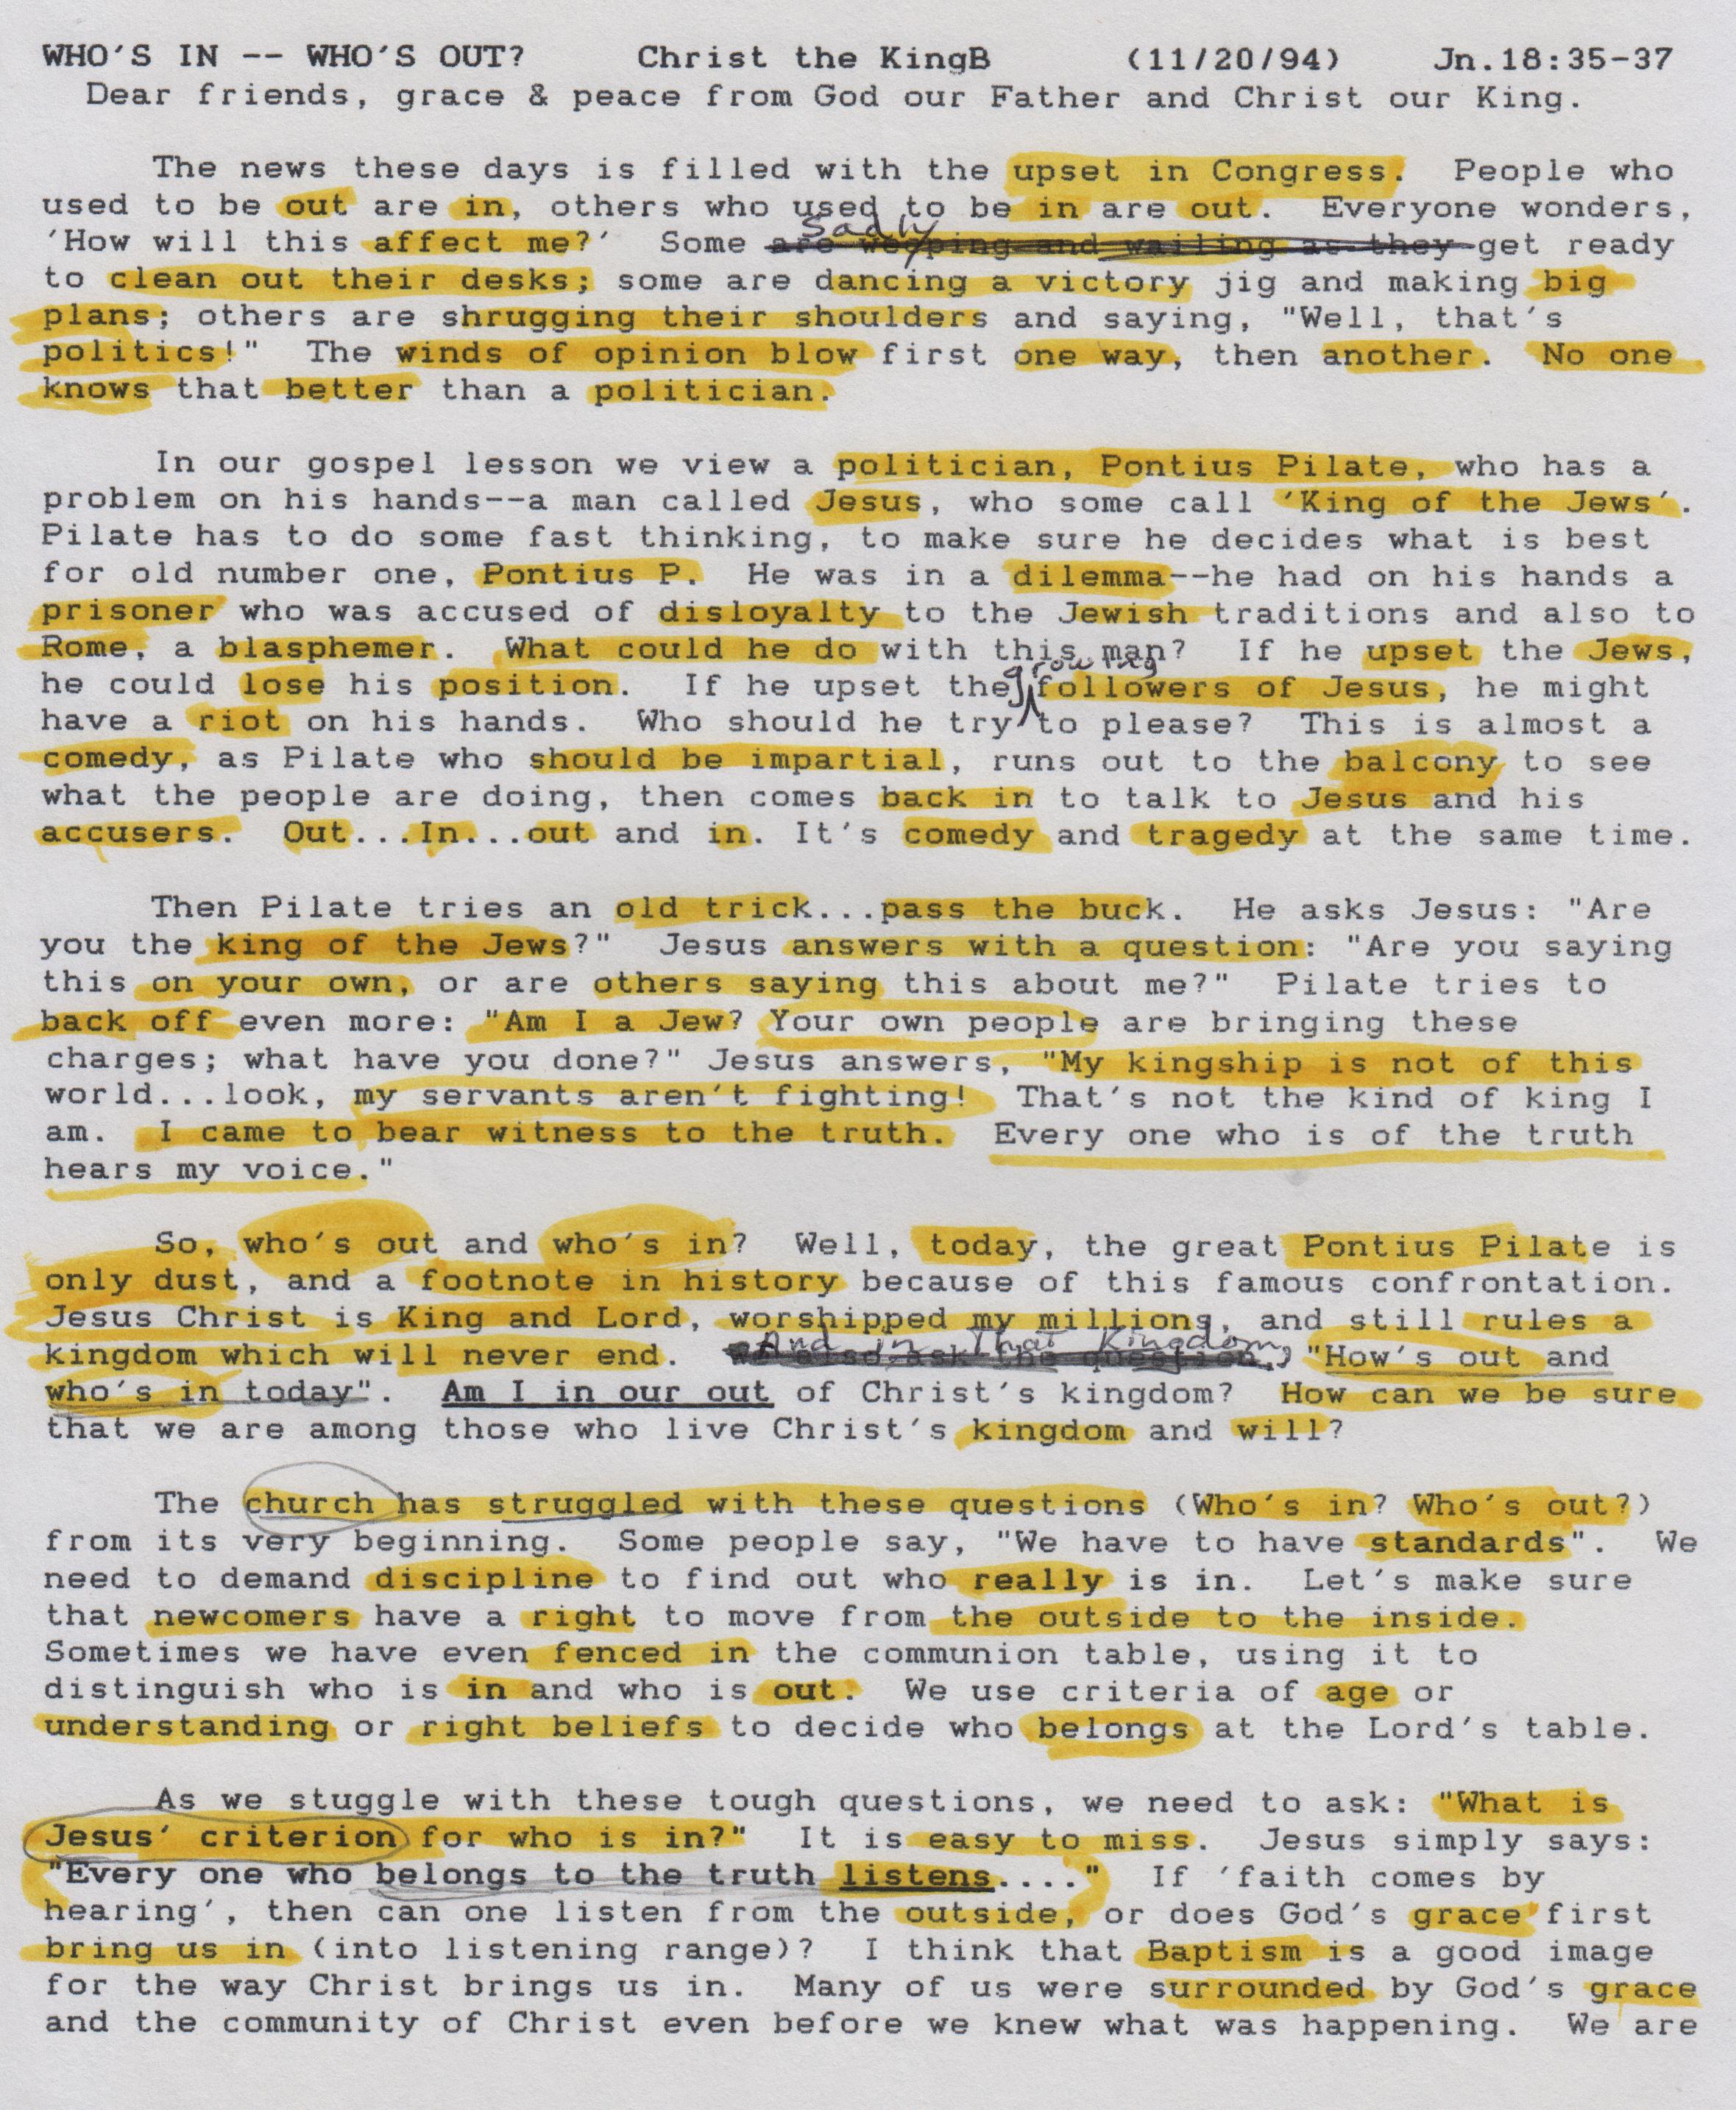 WHO'S IN -- WHO'S OUT? Christ the KingB (11/20/94) Jn.18:35-37
Dear friends, grace & peace from God our Father and Christ our King.
The news these days is filled with the upset in Congress. People who
used to be out are in, others who used to be in are out. Everyone wonders,
Sadly
'How will this affect me?' Some are weeping and wailing as they get ready
to clean out their desks; some are dancing a victory jig and making big
plans; others are shrugging their shoulders and saying, "Well, that's
politics!" The winds of opinion blow first one way, then another. No one
knows that better than a politician.
In our gospel lesson we view a politician, Pontius Pilate, who has a
problem on his hands--a man called Jesus, who some call 'King of the Jews'.
Pilate has to do some fast thinking, to make sure he decides what is best
for old number one, Pontius P. He was in a dilemma--he had on his hands a
prisoner who was accused of disloyalty to the Jewish traditions and also to
Rome, a blasphemer. What could he do with this man? If he upset the Jews,
growing
he could lose his position. If he upset the followers of Jesus, he might
have a riot on his hands. Who should he try to please? This is almost a
comedy, as Pilate who should be impartial, runs out to the balcony to see
what the people are doing, then comes back in to talk to Jesus and his
accusers. Out...In...out and in. It's comedy and tragedy at the same time.
Then Pilate tries an old trick...pass the buck. He asks Jesus: "Are
you the king of the Jews?" Jesus answers with a question: "Are you saying
this on your own, or are others saying this about me?" Pilate tries to
back off even more: "Am I a Jew? Your own people are bringing these
charges; what have you done?" Jesus answers, "My kingship is not of this
world...look, my servants aren't fighting! That's not the kind of king I
am. I came to bear witness to the truth. Every one who is of the truth
hears my voice."
So, who's out and who's in? Well, today, the great Pontius Pilate is
only dust, and a footnote in history because of this famous confrontation.
Jesus Christ is King and Lord, worshipped my millions, and still rules a
And in That Kingdom,
kingdom which will never end. also ask the question, "How's out and
who's in today". Am I in our out of Christ's kingdom? How can we be sure
that we are among those who live Christ's kingdom and will?
The church has struggled with these questions (Who's in? Who's out?)
from its very beginning. Some people say, "We have to have standards". We
need to demand discipline to find out who really is in. Let's make sure
that newcomers have a right to move from the outside to the inside.
Sometimes we have even fenced in the communion table, using it to
distinguish who is in and who is out. We use criteria of age or
understanding or right beliefs to decide who belongs at the Lord's table.
As we stuggle with these tough questions, we need to ask: "What is
Jesus' criterion for who is in?" It is easy to miss. Jesus simply says:
"Every one who belongs to the truth listens...." If 'faith comes by
hearing', then can one listen from the outside, or does God's grace first
bring us in (into listening range)? I think that Baptism is a good image
for the way Christ brings us in. Many of us were surrounded by God's grace
and the community of Christ even before we knew what was happening. We are